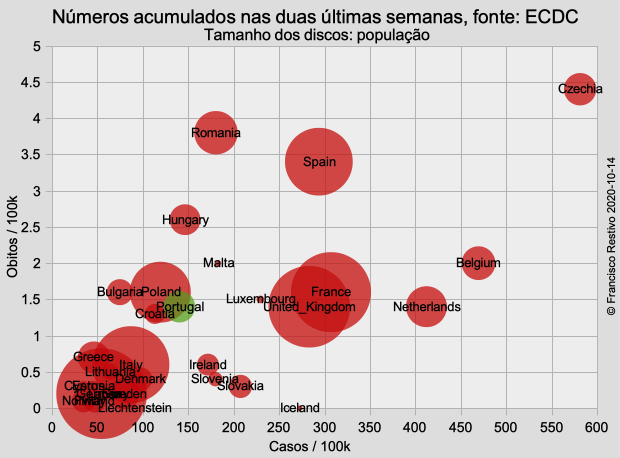 Números acumulados nas duas últimas semanas, fonte: ECDC
Tamanho dos discos: população
5
4.5
4
3.5
3
2.5
2
1.5
1
0.5
0
Obitos / 100k
Czechia
Romania
Spain
Hungary
Malta
Belgium
Bulgaria
Poland
Portugal
Croatia
Luxembourg
France
United_Kingdom
Netherlands
Greece
Italy
Lithuania
Denmark
Estonia
Ireland
Slovenia
Slovakia
Liechtenstein
Iceland
0 50 100 150 200 250 300 350 400 450 500 550 600
Casos / 100k
© Francisco Restivo 2020-10-14